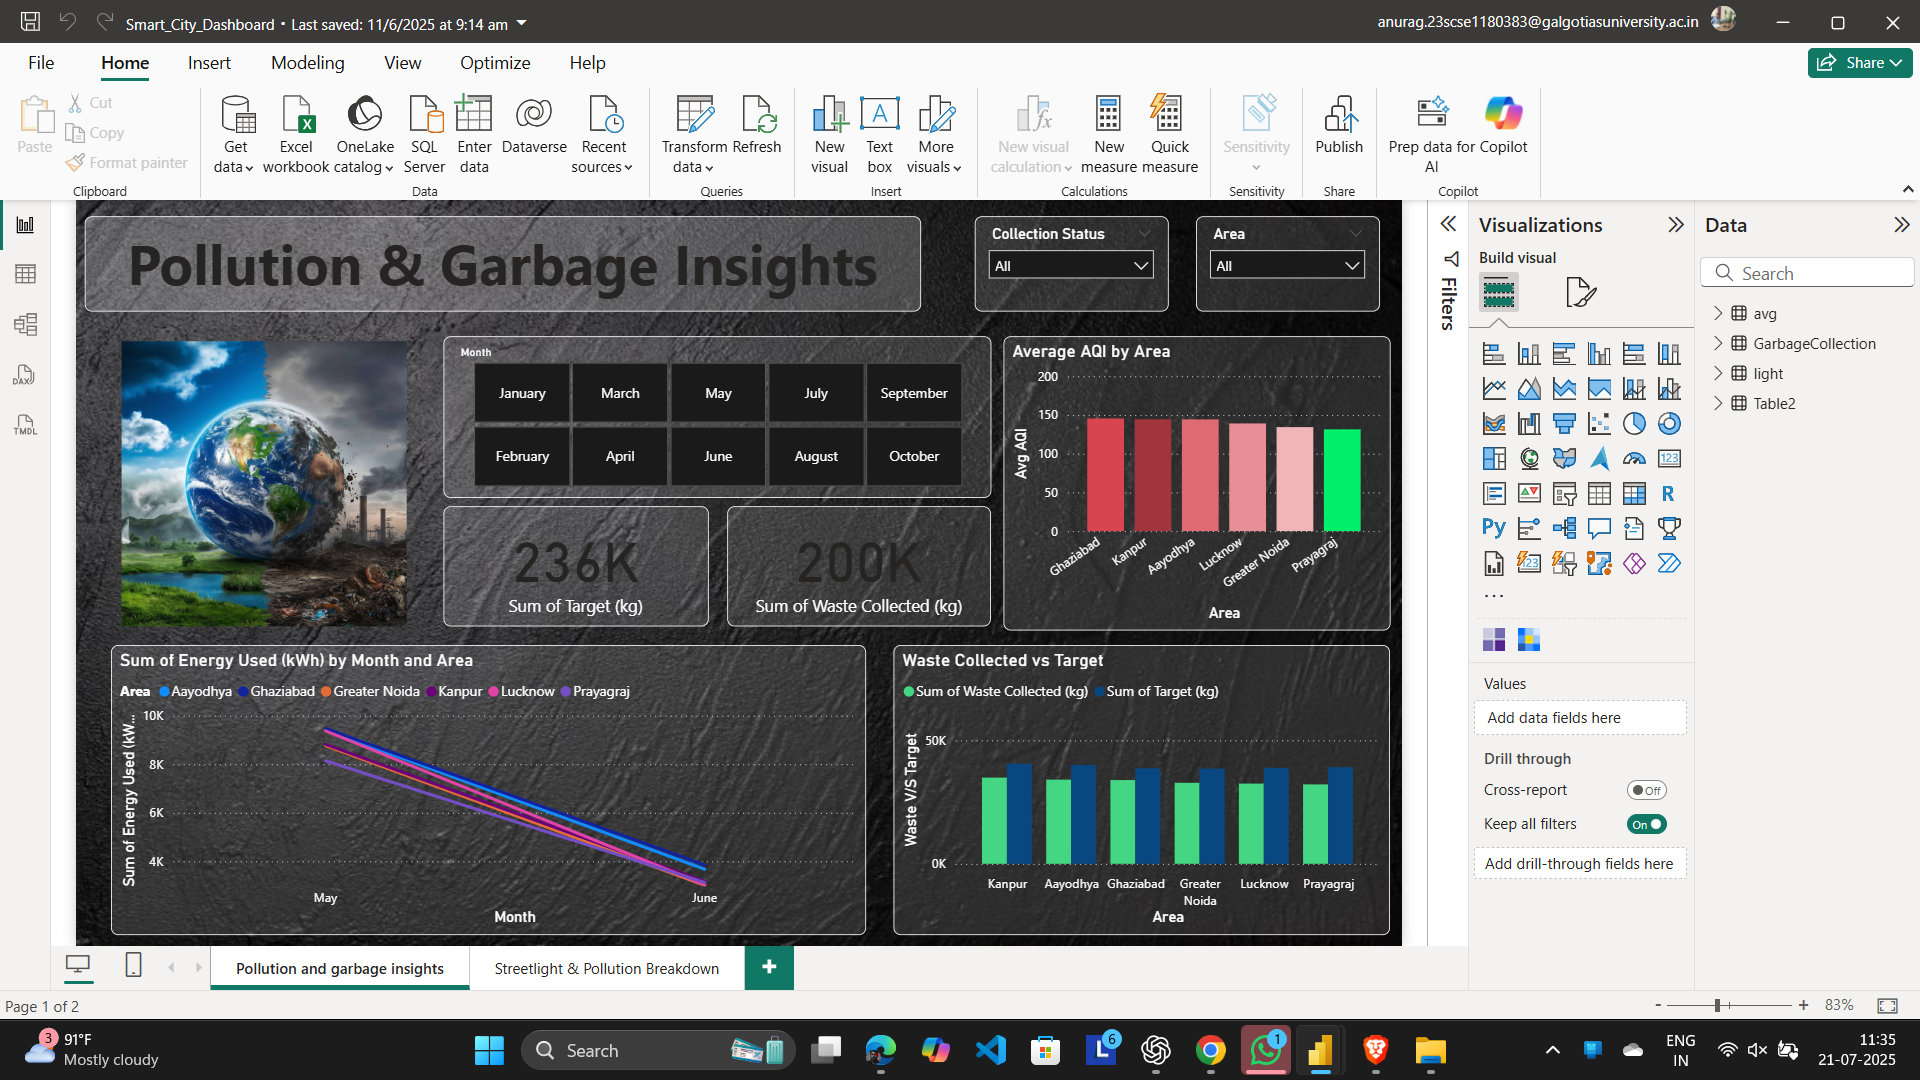 Smart_City_Dashboard • Last saved: 11/6/2025 at 9:14 am
anurag.23scse1180383@galgotiasuniversity.ac.in
File Home Insert Modeling View Optimize Help
Share
Paste
Cut
Copy
Format painter
Clipboard
Get data
Excel workbook
OneLake catalog
SQL Server
Enter data
Dataverse
Recent sources
Data
Transform data
Refresh
Queries
New visual
Text box
More visuals
Insert
New visual calculation
New measure
Quick measure
Calculations
Sensitivity
Sensitivity
Publish
Share
Prep data for AI
Copilot
Copilot
Pollution & Garbage Insights
Collection Status
All
Area
All
Month
January March May July September
February April June August October
236K
Sum of Target (kg)
200K
Sum of Waste Collected (kg)
Average AQI by Area
Avg AQI
200
150
100
50
0
Ghaziabad Kanpur Aayodhya Lucknow Greater Noida Prayagraj
Area
Sum of Energy Used (kWh) by Month and Area
Area Aayodhya Ghaziabad Greater Noida Kanpur Lucknow Prayagraj
Sum of Energy Used (kW...
10K
8K
6K
4K
May June
Month
Waste Collected vs Target
Sum of Waste Collected (kg) Sum of Target (kg)
Waste V/S Target
50K
0K
Kanpur Aayodhya Ghaziabad Greater Noida Lucknow Prayagraj
Area
Filters
Visualizations
Build visual
123
R
Py
123
...
Values
Add data fields here
Drill through
Cross-report
Off
Keep all filters
On
Add drill-through fields here
Data
Search
avg
GarbageCollection
light
Table2
DAX
TMDL
Pollution and garbage insights
Streetlight & Pollution Breakdown
+
Page 1 of 2
- + 83%
3
91°F
Mostly cloudy
Search
L
6
1
ENG
IN
11:35
21-07-2025